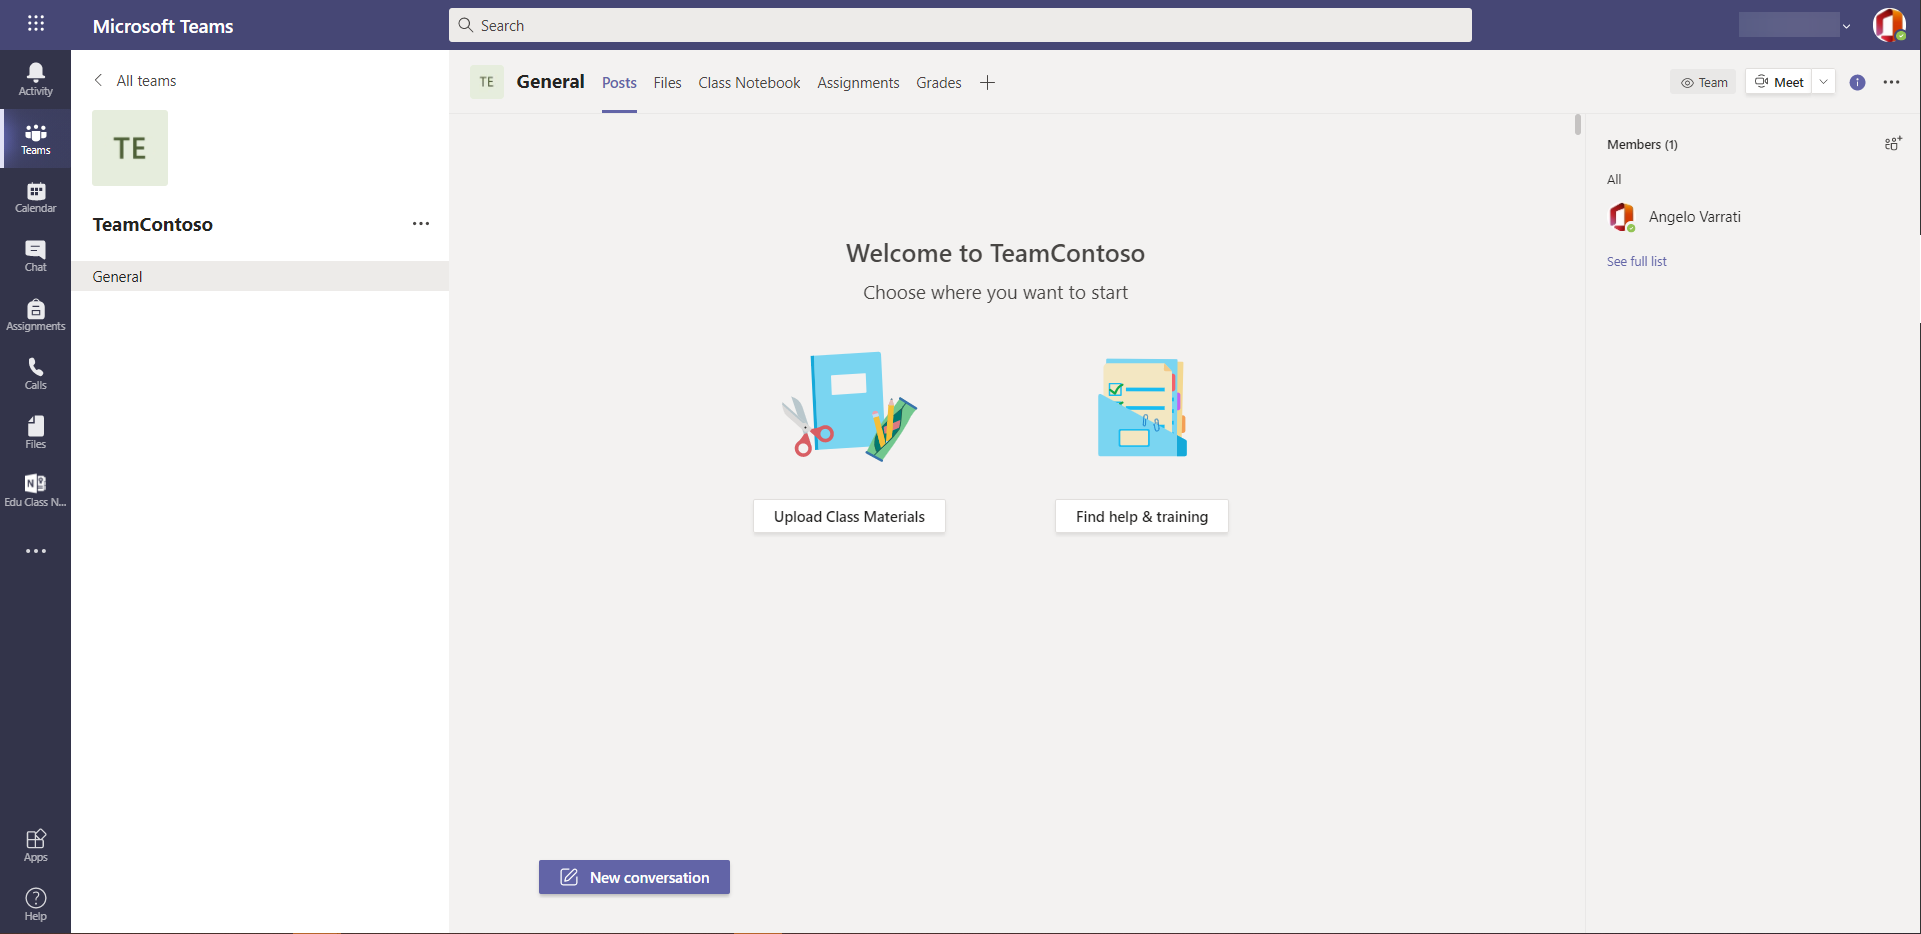 Microsoft Teams
Search
Activity
Teams
Calendar
Chat
Assignments
Calls
Files
Edu Class N...
Apps
Help
All teams
TE
TeamContoso
General
TE
General
Posts
Files
Class Notebook
Assignments
Grades
Team
Meet
Welcome to TeamContoso
Choose where you want to start
Upload Class Materials
Find help & training
New conversation
Members (1)
All
Angelo Varrati
See full list